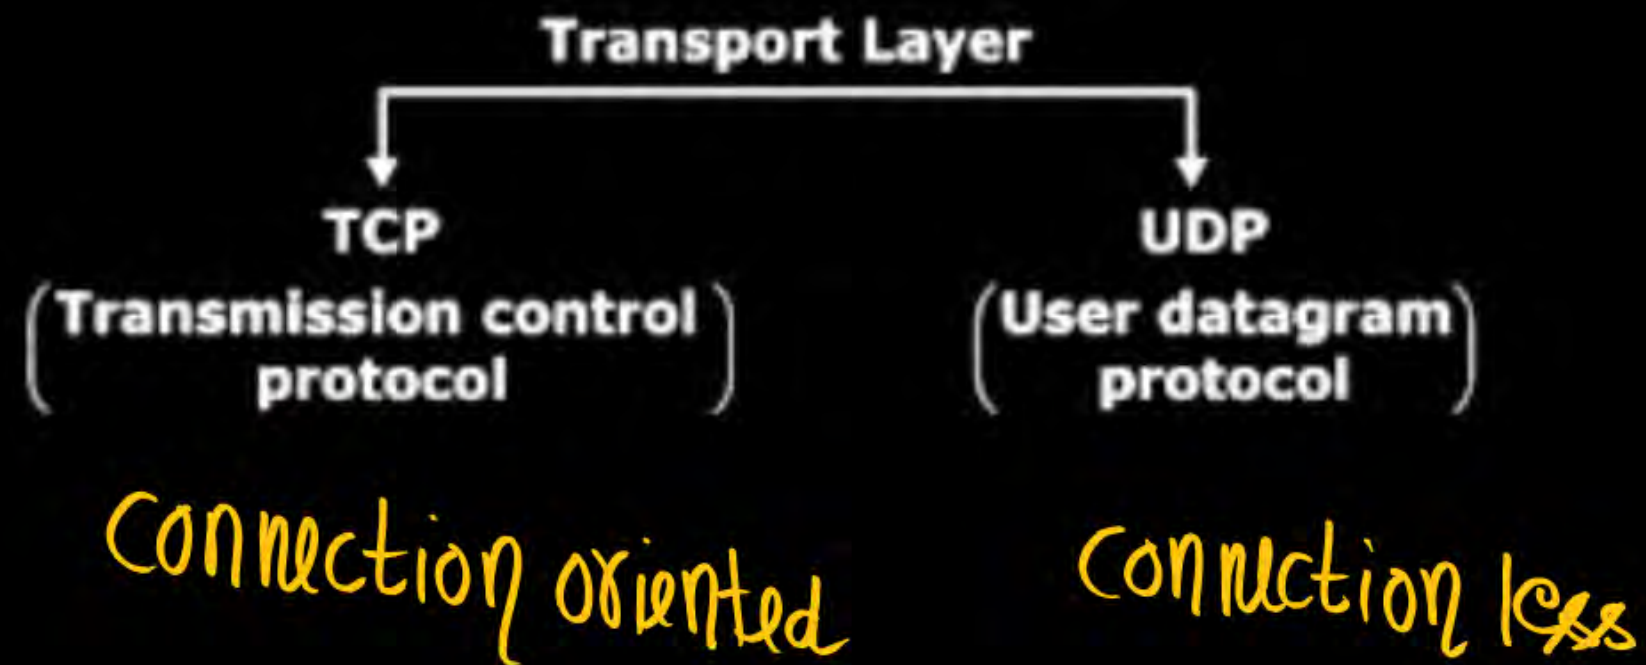 Transport Layer
TCP
(Transmission control
protocol)
UDP
(User datagram
protocol)
Connection oriented
Connection less